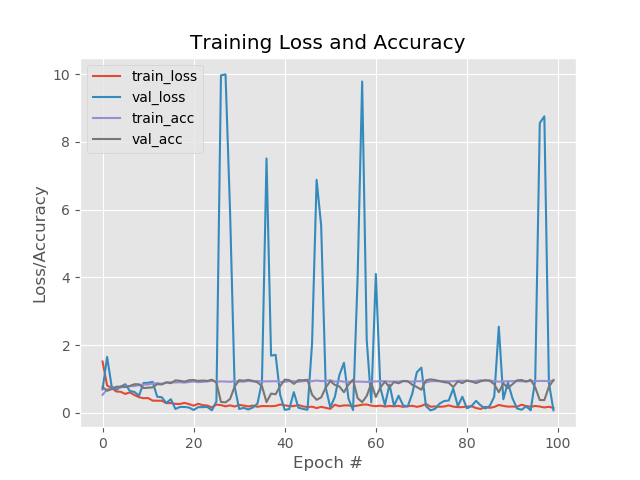 Training Loss and Accuracy
train_loss
val_loss
train_acc
val_acc
10
8
6
4
2
0
Loss/Accuracy
0 20 40 60 80 100
Epoch #